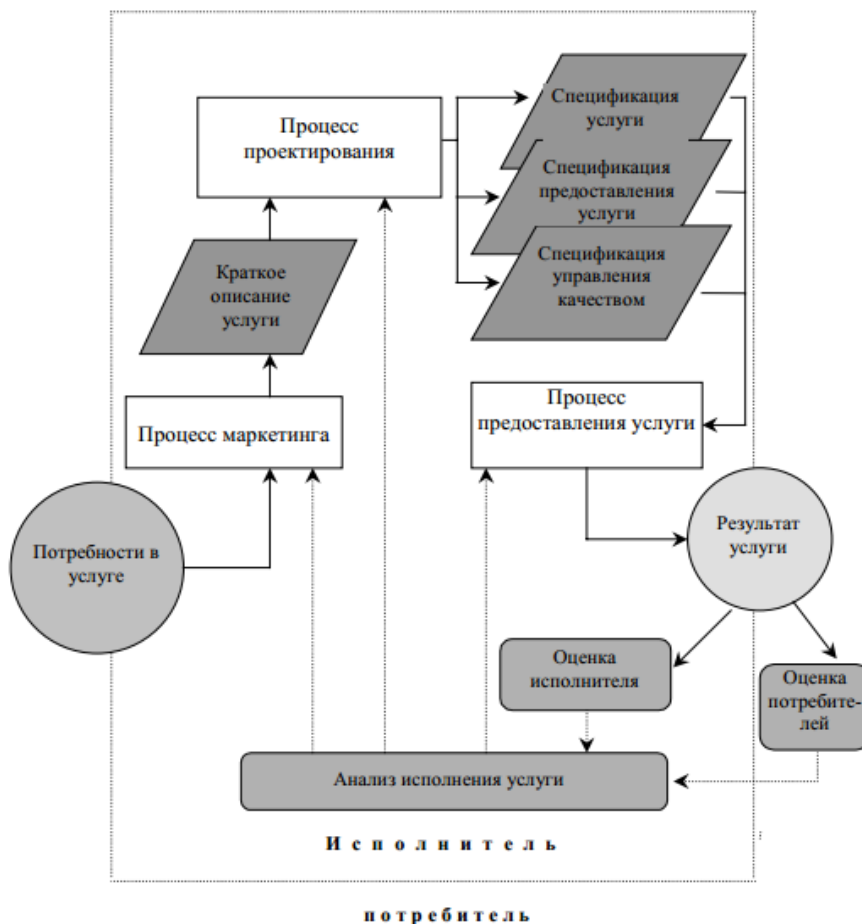 Спецификация
услуги
Процесс
проектирования
Спецификация
предоставления
услуги
Спецификация
управления
качеством
Краткое
описание
услуги
Процесс
предоставления услуги
Процесс маркетинга
Результат
услуги
Потребности в
услуге
Оценка
исполнителя
Оценка
потребите-
лей
Анализ исполнения услуги
И с п о л н и т е л ь
п о т р е б и т е л ь